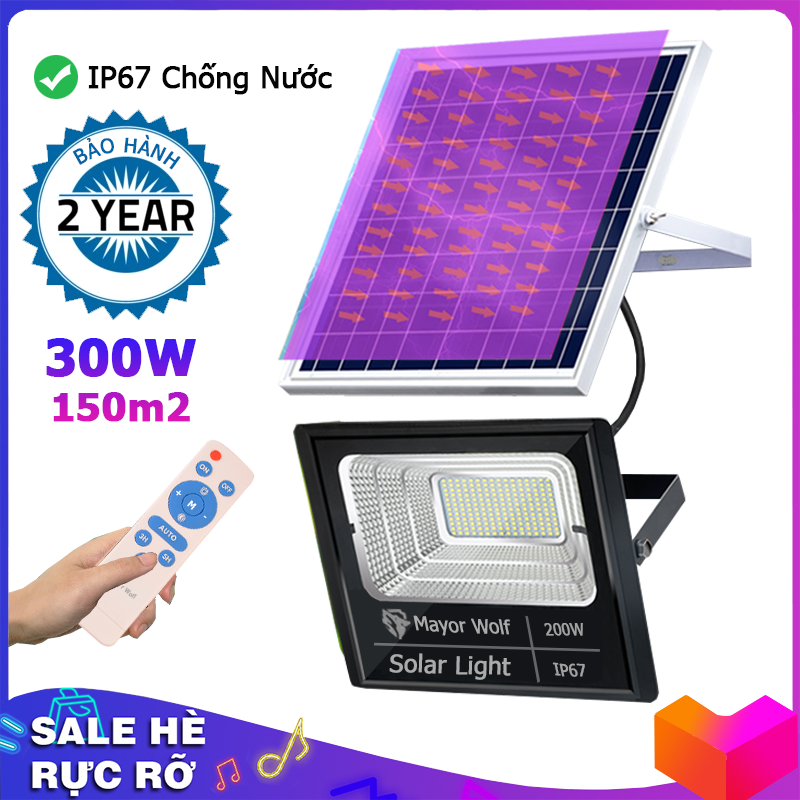 IP67 Chống Nước
BẢO HÀNH
2 YEAR
300W
150m2
ON
OFF
+ M -
AUTO
3H
5H
Wolf
Mayor Wolf
200W
Solar Light
IP67
SALE HÈ
RỰC RỠ